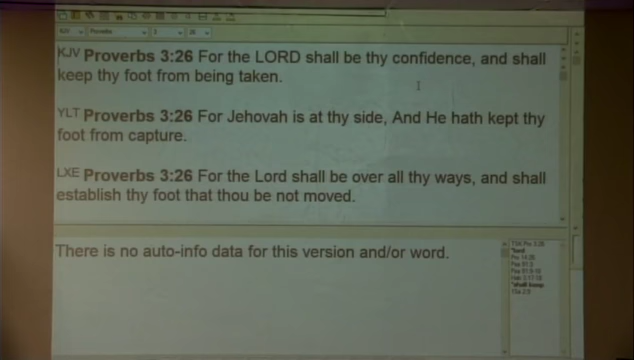 KJV Proverbs 3:26 For the LORD shall be thy confidence, and shall
keep thy foot from being taken.
YLT Proverbs 3:26 For Jehovah is at thy side, And He hath kept thy
foot from capture.
LXE Proverbs 3:26 For the Lord shall be over all thy ways, and shall
establish thy foot that thou be not moved.
There is no auto-info data for this version and/or word.